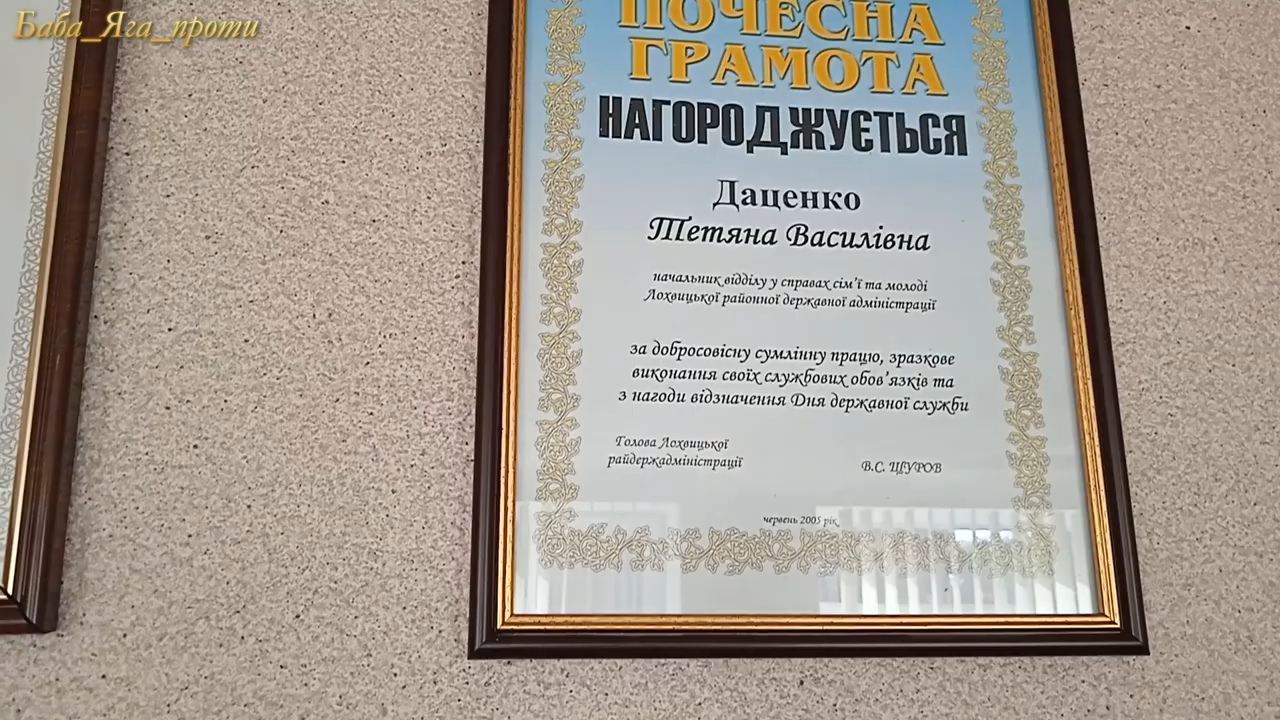 Баба_Яга_проти
ПОЧЕСНА
ГРАМОТА
НАГОРОДЖУЄТЬСЯ
Даценко
Тетяна Василівна
начальник відділу у справах сім'ї та молоді
Лохвицької районної державної адміністрації
за добросовісну сумлінну працю, зразкове
виконання своїх службових обов'язків та
з нагоди відзначення Дня державної служби
Голова Лохвицької
райдержадміністрації
В.С. ЩУРОВ
червень 2005 рік